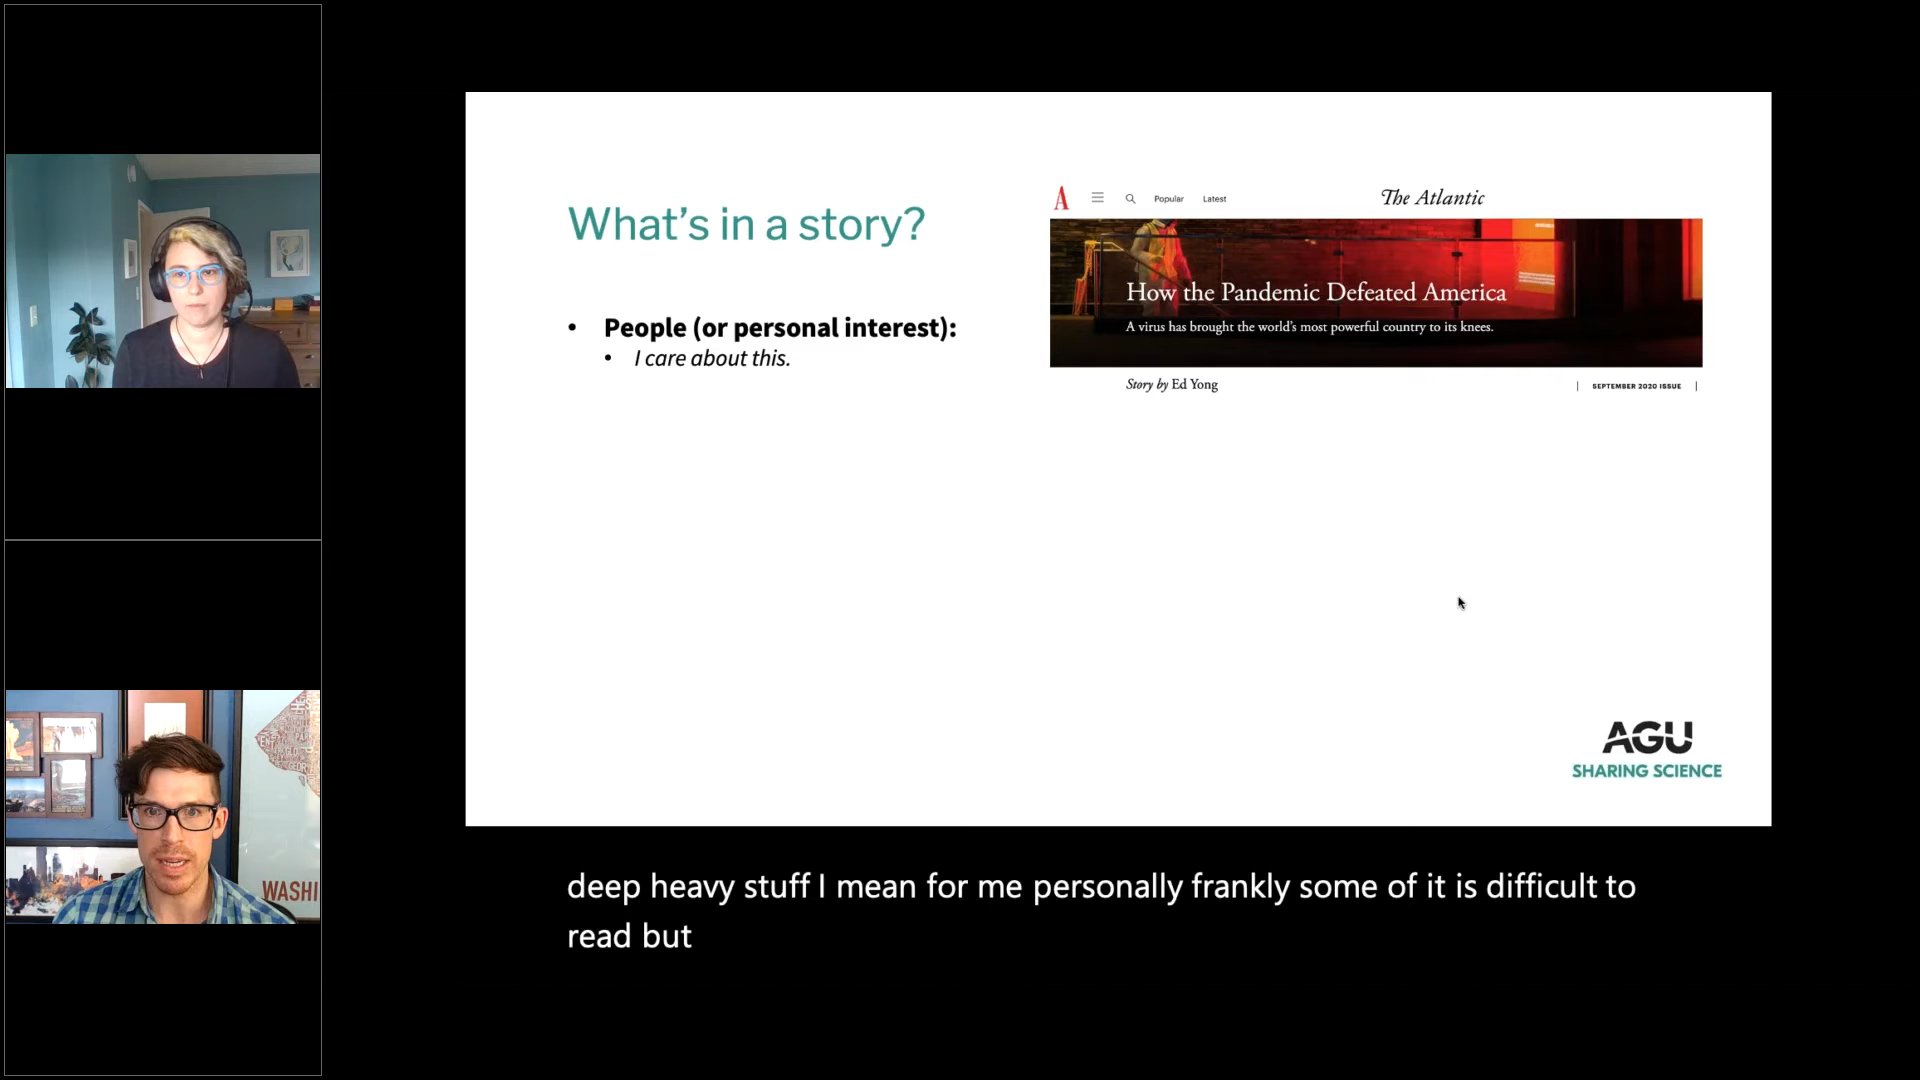 What's in a story?
• People (or personal interest):
• I care about this.
A
Popular Latest
The Atlantic
How the Pandemic Defeated America
A virus has brought the world's most powerful country to its knees.
Story by Ed Yong
| SEPTEMBER 2020 ISSUE |
AGU
SHARING SCIENCE
WASHI
deep heavy stuff I mean for me personally frankly some of it is difficult to
read but